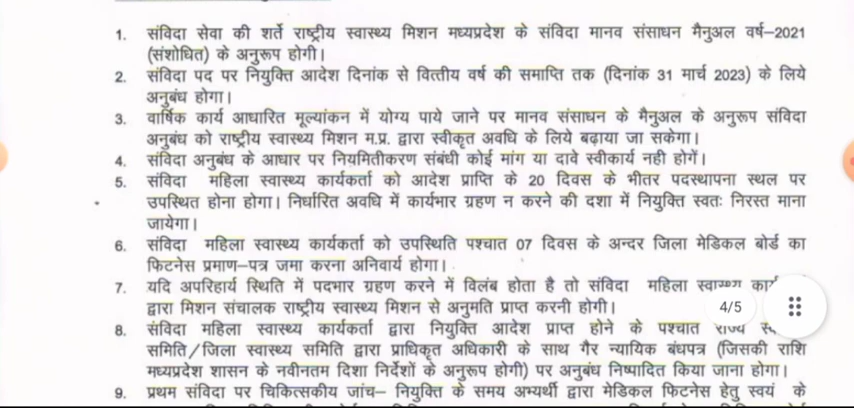 1. संविदा सेवा की शर्ते राष्ट्रीय स्वास्थ्य मिशन मध्यप्रदेश के संविदा मानव संसाधन मैनुअल वर्ष–2021
(संशोधित) के अनुरूप होगी।
2. संविदा पद पर नियुक्ति आदेश दिनांक से वित्तीय वर्ष की समाप्ति तक (दिनांक 31 मार्च 2023) के लिये
अनुबंध होगा।
3. वार्षिक कार्य आधारित मूल्यांकन में योग्य पाये जाने पर मानव संसाधन के मैनुअल के अनुरूप संविदा
अनुबंध को राष्ट्रीय स्वास्थ्य मिशन म.प्र. द्वारा स्वीकृत अवधि के लिये बढ़ाया जा सकेगा।
4. संविदा अनुबंध के आधार पर नियमितीकरण संबंधी कोई मांग या दावे स्वीकार्य नही होगें।
5. संविदा महिला स्वास्थ्य कार्यकर्ता को आदेश प्राप्ति के 20 दिवस के भीतर पदस्थापना स्थल पर
उपस्थित होना होगा। निर्धारित अवधि में कार्यभार ग्रहण न करने की दशा में नियुक्ति स्वतः निरस्त माना
जायेगा।
6. संविदा महिला स्वास्थ्य कार्यकर्ता को उपस्थिति पश्चात 07 दिवस के अन्दर जिला मेडिकल बोर्ड का
फिटनेस प्रमाण–पत्र जमा करना अनिवार्य होगा।
7. यदि अपरिहार्य स्थिति में पदभार ग्रहण करने में विलंब होता है तो संविदा महिला स्वास्थ्य
द्वारा मिशन संचालक राष्ट्रीय स्वास्थ्य मिशन से अनुमति प्राप्त करनी होगी।
4/5
8. संविदा महिला स्वास्थ्य कार्यकर्ता द्वारा नियुक्ति आदेश प्राप्त होने के पश्चात राज्य
समिति/जिला स्वास्थ्य समिति द्वारा प्राधिकृत अधिकारी के साथ गैर न्यायिक बंधपत्र (जिसकी राशि
मध्यप्रदेश शासन के नवीनतम दिशा निर्देशों के अनुरूप होगी) पर अनुबंध निष्पादित किया जाना होगा।
9. प्रथम संविदा पर चिकित्सकीय जांच– नियुक्ति के समय अभ्यर्थी द्वारा मेडिकल फिटनेस हेतु स्वयं के